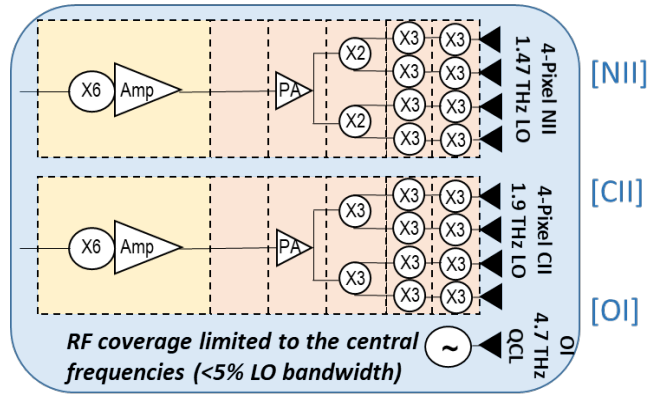 X6
Amp
PA
X2
X2
X3
X3
X3
X3
X3
X3
X3
X3
4-Pixel NII
1.47 THz LO
[NII]
X6
Amp
PA
X3
X3
X3
X3
X3
X3
X3
X3
X3
X3
4-Pixel CII
1.9 THz LO
[CII]
[OI]
RF coverage limited to the central
frequencies (<5% LO bandwidth)
~
OI
4.7 THz
QCL